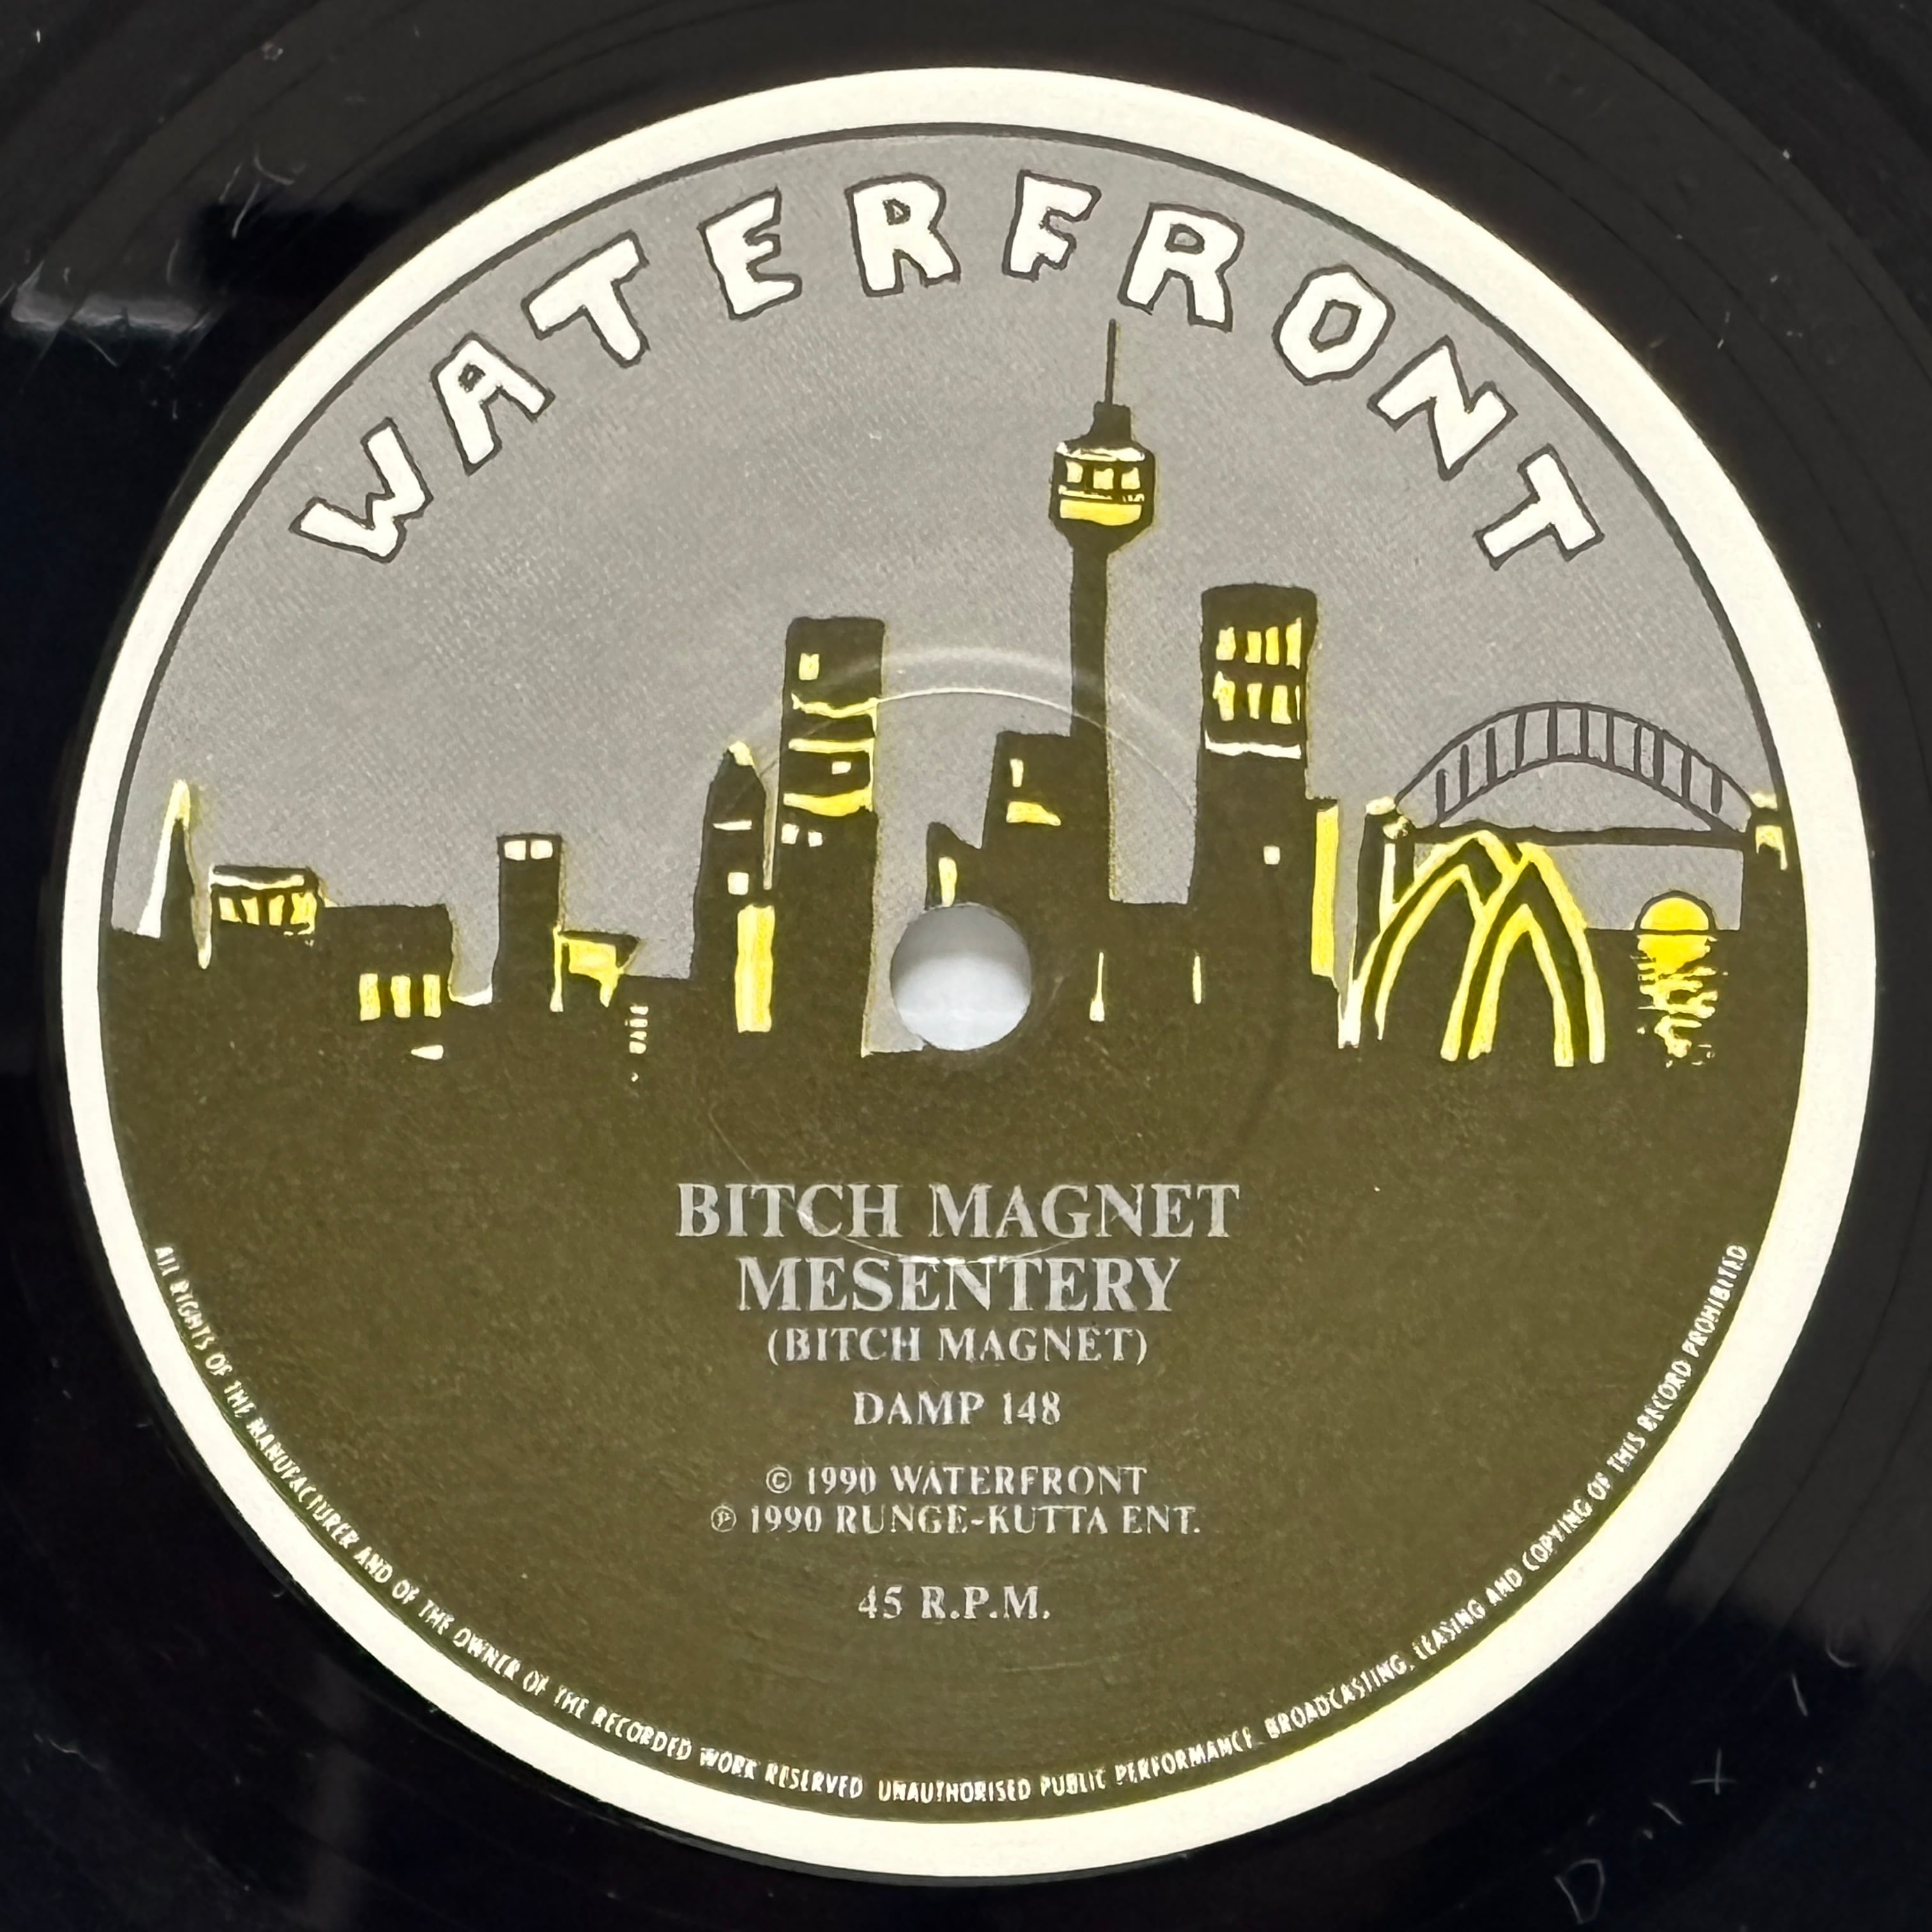 WATERFRONT
BITCH MAGNET
MESENTERY
(BITCH MAGNET)
DAMP 148
© 1990 WATERFRONT
℗ 1990 RUNGE-KUTTA ENT.
45 R.P.M.
ALL RIGHTS OF THE MANUFACTURER AND OF THE OWNER OF THE RECORDED WORK RESERVED UNAUTHORISED PUBLIC PERFORMANCE, BROADCASTING, LEASING AND COPYING OF THIS RECORD PROHIBITED